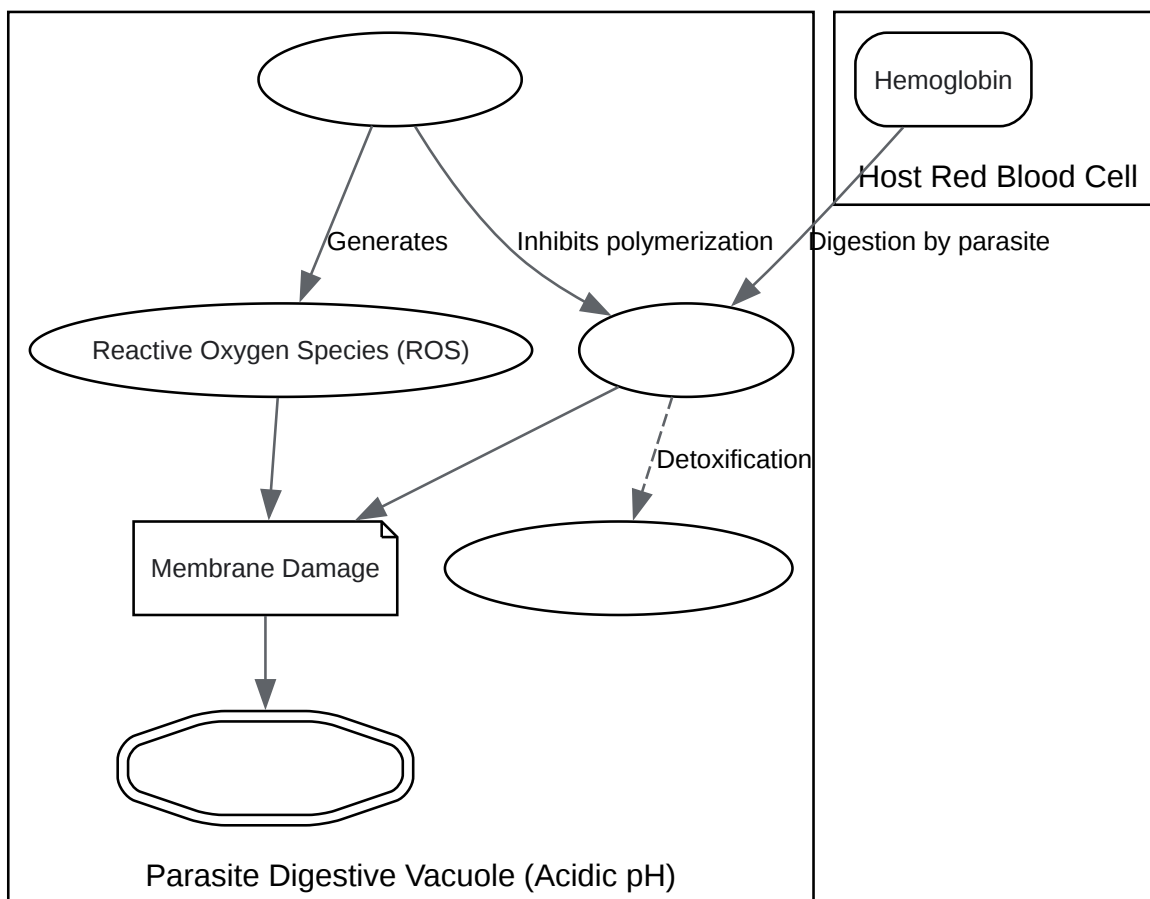 Hemoglobin
Host Red Blood Cell
Generates
Inhibits polymerization
Digestion by parasite
Reactive Oxygen Species (ROS)
Detoxification
Membrane Damage
Parasite Digestive Vacuole (Acidic pH)